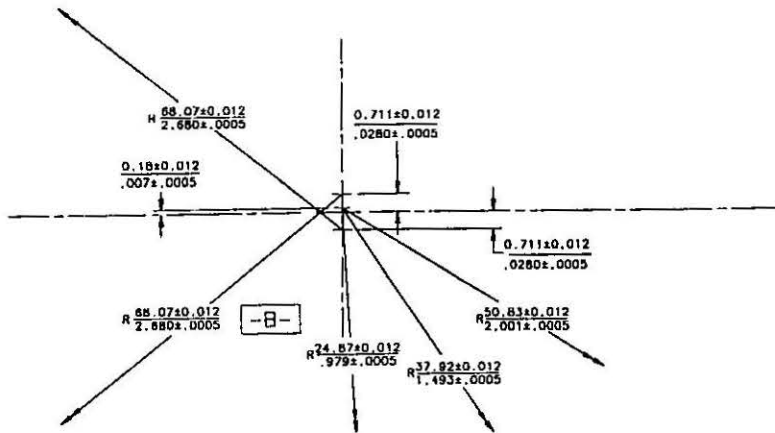 H 68.07±0.012
2.680±.0005
0.711±0.012
.0280±.0005
0.18±0.012
.007±.0005
0.711±0.012
.0280±.0005
R 68.07±0.012
2.680±.0005
-B-
R 50.83±0.012
2.001±.0005
R 24.87±0.012
.979±.0005
R 37.92±0.012
1.493±.0005